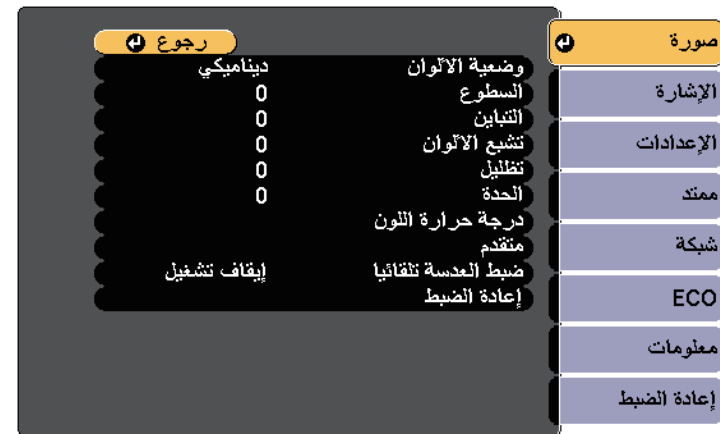 صورة
الإشارة
الإعدادات
ممتد
شبكة
ECO
معلومات
إعادة الضبط
رجوع
وضعية الألوان ديناميكي
السطوع 0
التباين 0
تشبع الألوان 0
تظليل 0
الحدة 0
درجة حرارة اللون
متقدم
ضبط العدسة تلقائيا إيقاف تشغيل
إعادة الضبط